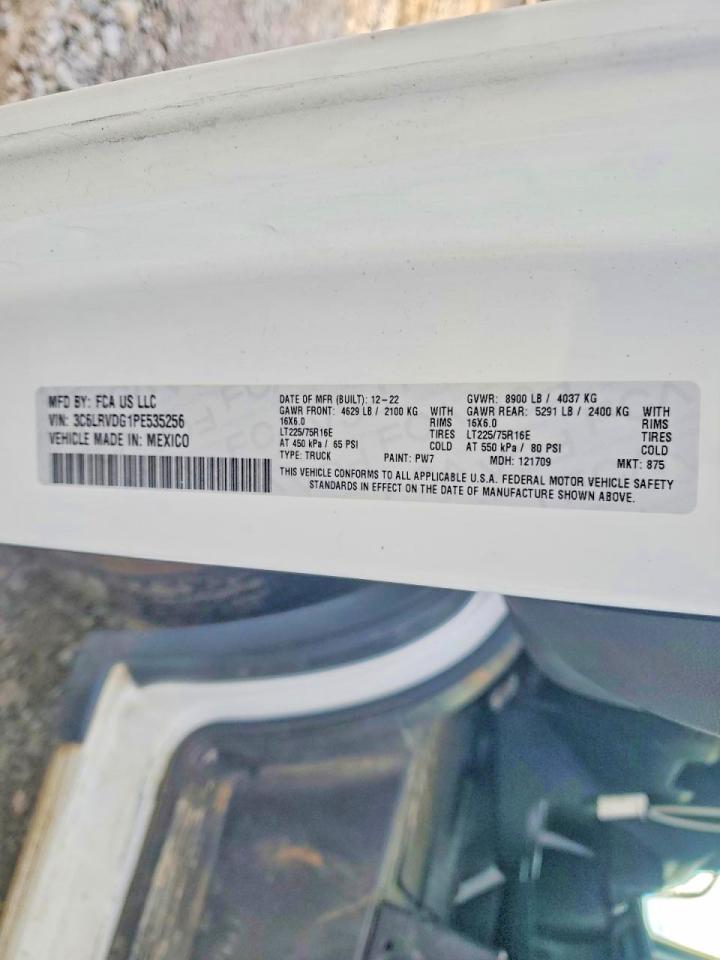 MFD BY: FCA US LLC
VIN: 3C6LRVDG1PE535256
VEHICLE MADE IN: MEXICO
DATE OF MFR (BUILT): 12-22 GVWR: 8900 LB / 4037 KG
GAWR FRONT: 4629 LB / 2100 KG WITH GAWR REAR: 5291 LB / 2400 KG WITH
16X6.0 RIMS 16X6.0 RIMS
LT225/75R16E TIRES LT225/75R16E TIRES
AT 450 kPa / 65 PSI COLD AT 550 kPa / 80 PSI COLD
TYPE: TRUCK PAINT: PW7 MDH: 121709 MKT: 875
THIS VEHICLE CONFORMS TO ALL APPLICABLE U.S.A. FEDERAL MOTOR VEHICLE SAFETY
STANDARDS IN EFFECT ON THE DATE OF MANUFACTURE SHOWN ABOVE.